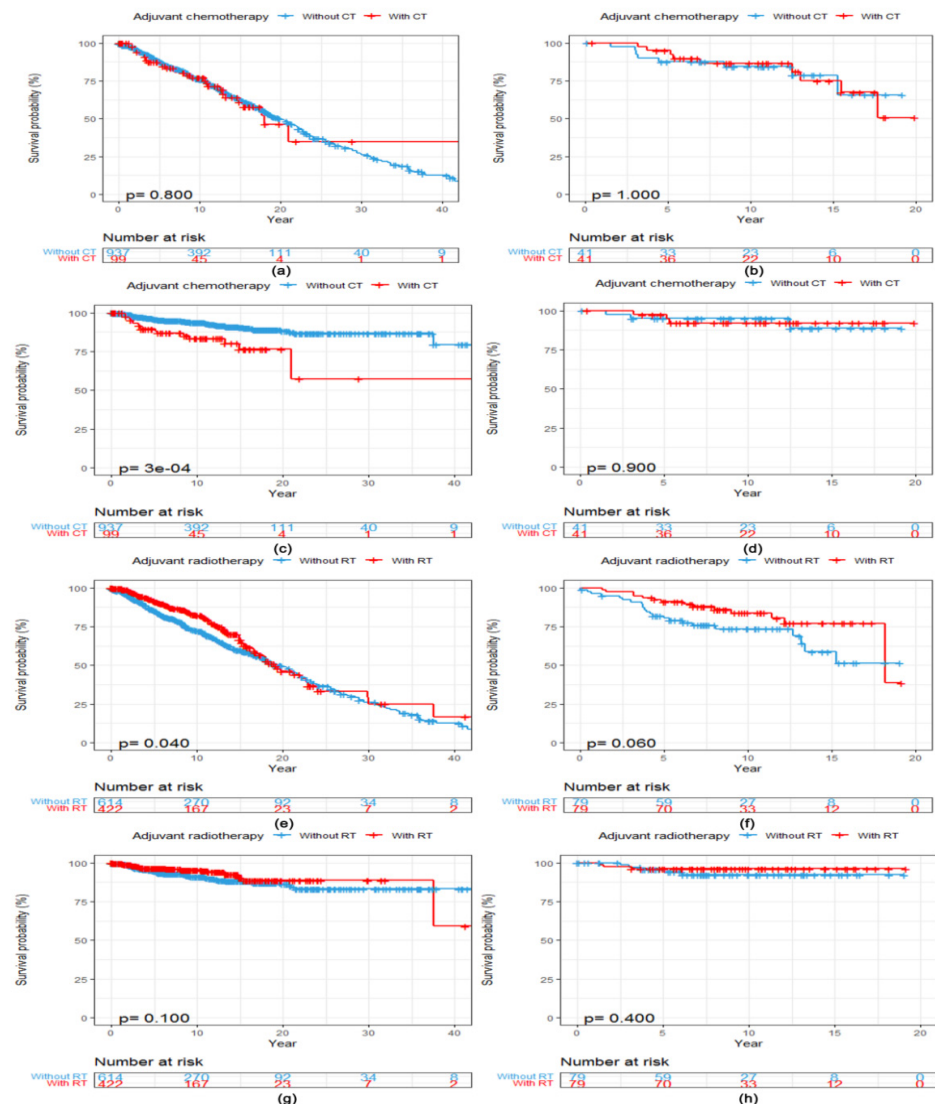 Adjuvant chemotherapy Without CT With CT
Survival probability (%)
100
75
50
25
0
p= 0.800
0 10 20 30 40
Year
Number at risk
Without CT 937 392 111 40 9
With CT 99 45 4 1 1
(a)
Adjuvant chemotherapy Without CT With CT
Survival probability (%)
100
75
50
25
0
p= 1.000
0 5 10 15 20
Year
Number at risk
Without CT 41 33 23 6 0
With CT 41 36 22 10 0
(b)
Adjuvant chemotherapy Without CT With CT
Survival probability (%)
100
75
50
25
0
p= 3e-04
0 10 20 30 40
Year
Number at risk
Without CT 937 392 111 40 9
With CT 99 45 4 1 1
(c)
Adjuvant chemotherapy Without CT With CT
Survival probability (%)
100
75
50
25
0
p= 0.900
0 5 10 15 20
Year
Number at risk
Without CT 41 33 23 6 0
With CT 41 36 22 10 0
(d)
Adjuvant radiotherapy Without RT With RT
Survival probability (%)
100
75
50
25
0
p= 0.040
0 10 20 30 40
Year
Number at risk
Without RT 614 270 92 34 8
With RT 422 167 23 7 2
(e)
Adjuvant radiotherapy Without RT With RT
Survival probability (%)
100
75
50
25
0
p= 0.060
0 5 10 15 20
Year
Number at risk
Without RT 79 59 27 8 0
With RT 79 70 33 12 0
(f)
Adjuvant radiotherapy Without RT With RT
Survival probability (%)
100
75
50
25
0
p= 0.100
0 10 20 30 40
Year
Number at risk
Without RT 614 270 92 34 8
With RT 422 167 23 7 2
(g)
Adjuvant radiotherapy Without RT With RT
Survival probability (%)
100
75
50
25
0
p= 0.400
0 5 10 15 20
Year
Number at risk
Without RT 79 59 27 8 0
With RT 79 70 33 12 0
(h)